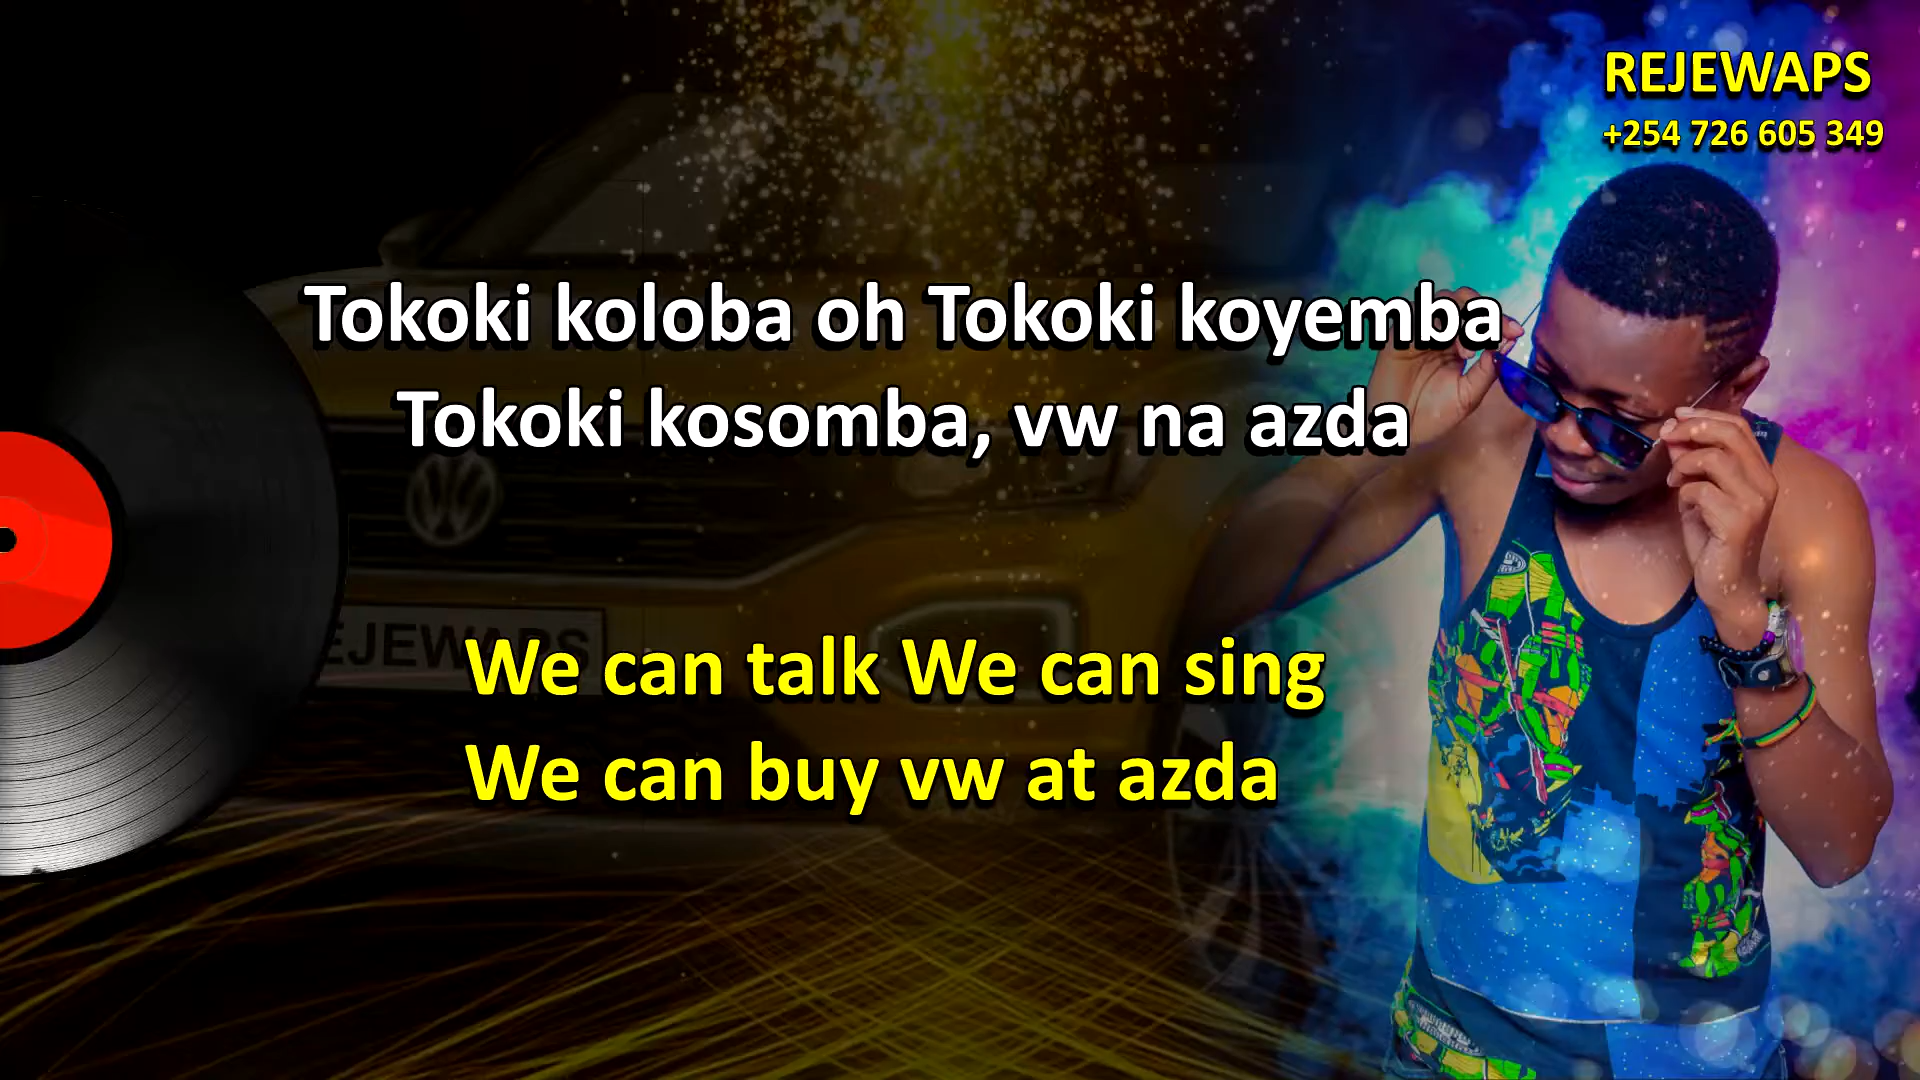 REJEWAPS
+254 726 605 349
Tokoki koloba oh Tokoki koyemba
Tokoki kosomba, vw na azda
EJEWAPS
We can talk We can sing
We can buy vw at azda